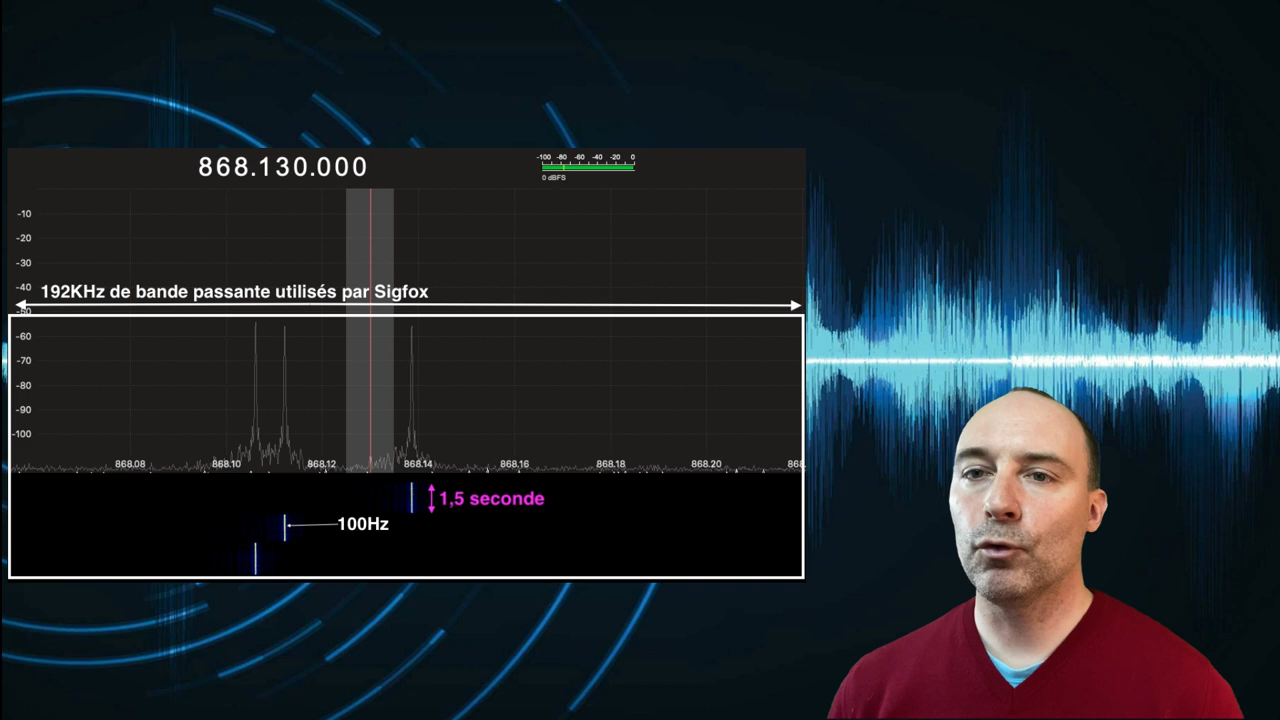 868.130.000
-100 -80 -60 -40 -20 0
0 dBFS
-10
-20
-30
-40
192KHz de bande passante utilisés par Sigfox
-60
-70
-80
-90
-100
868.08 868.10 868.12 868.14 868.16 868.18 868.20 868.
1,5 seconde
100Hz